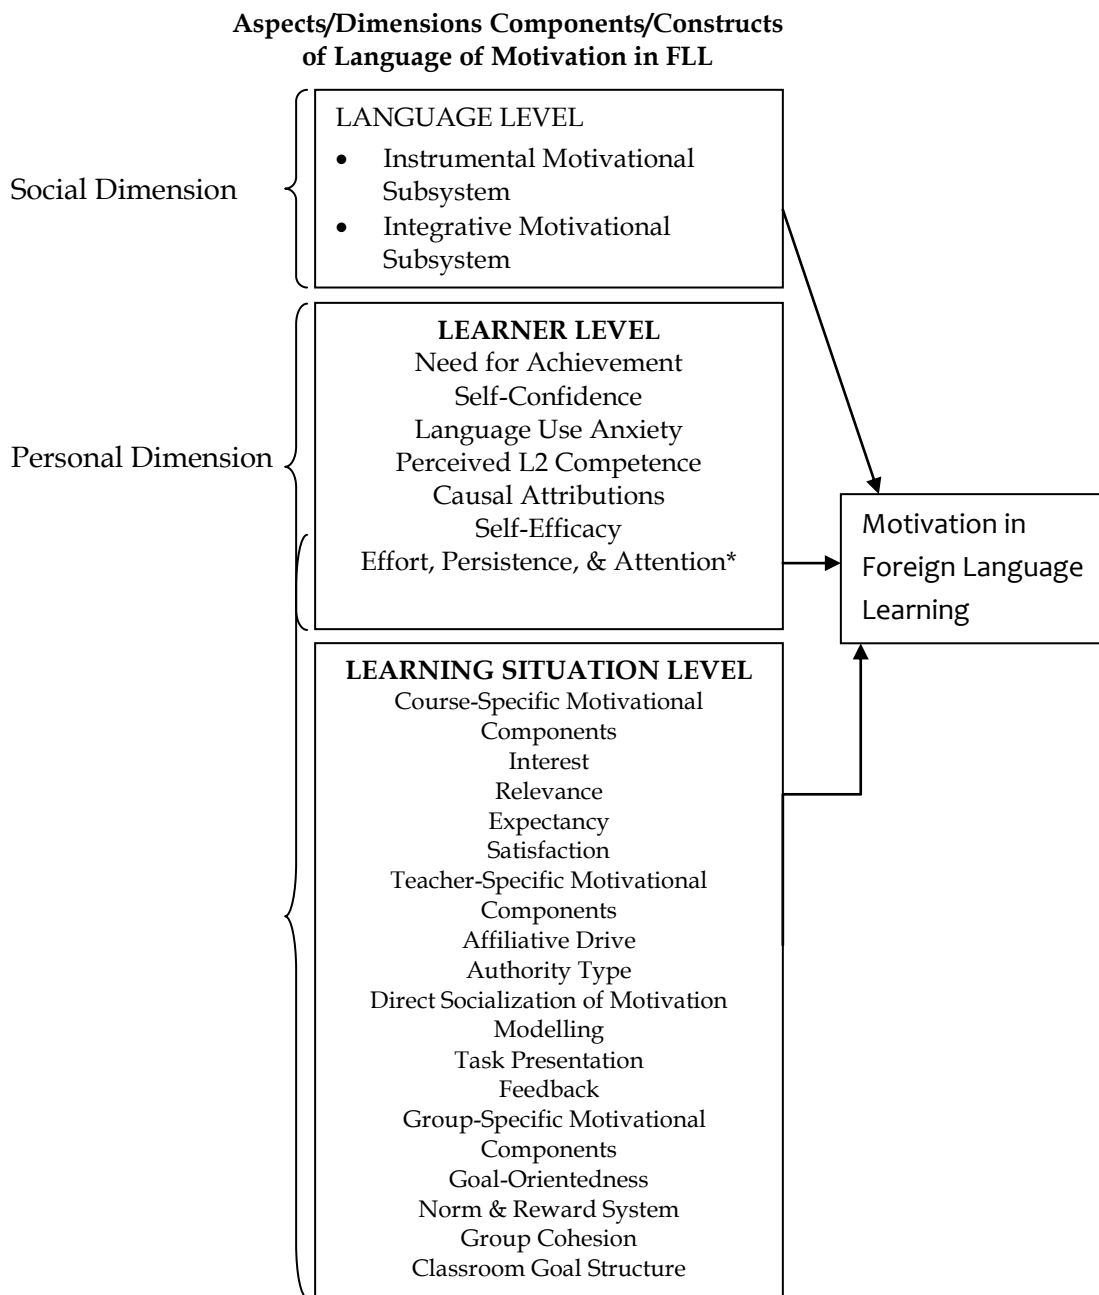 Aspects/Dimensions Components/Constructs
of Language of Motivation in FLL
Social Dimension
LANGUAGE LEVEL
• Instrumental Motivational
Subsystem
• Integrative Motivational
Subsystem
Personal Dimension
LEARNER LEVEL
Need for Achievement
Self-Confidence
Language Use Anxiety
Perceived L2 Competence
Causal Attributions
Self-Efficacy
Effort, Persistence, & Attention*
LEARNING SITUATION LEVEL
Course-Specific Motivational
Components
Interest
Relevance
Expectancy
Satisfaction
Teacher-Specific Motivational
Components
Affiliative Drive
Authority Type
Direct Socialization of Motivation
Modelling
Task Presentation
Feedback
Group-Specific Motivational
Components
Goal-Orientedness
Norm & Reward System
Group Cohesion
Classroom Goal Structure
Motivation in
Foreign Language
Learning